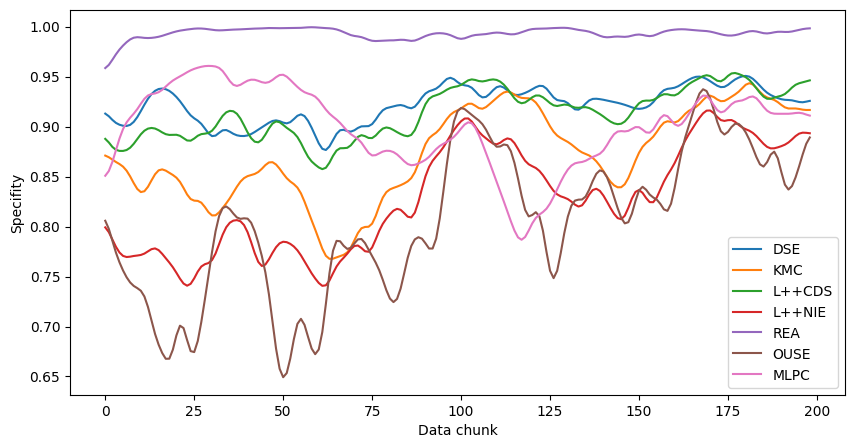 1.00
0.95
0.90
0.85
0.80
0.75
0.70
0.65
Specifity
0 25 50 75 100 125 150 175 200
Data chunk
DSE
KMC
L++CDS
L++NIE
REA
OUSE
MLPC